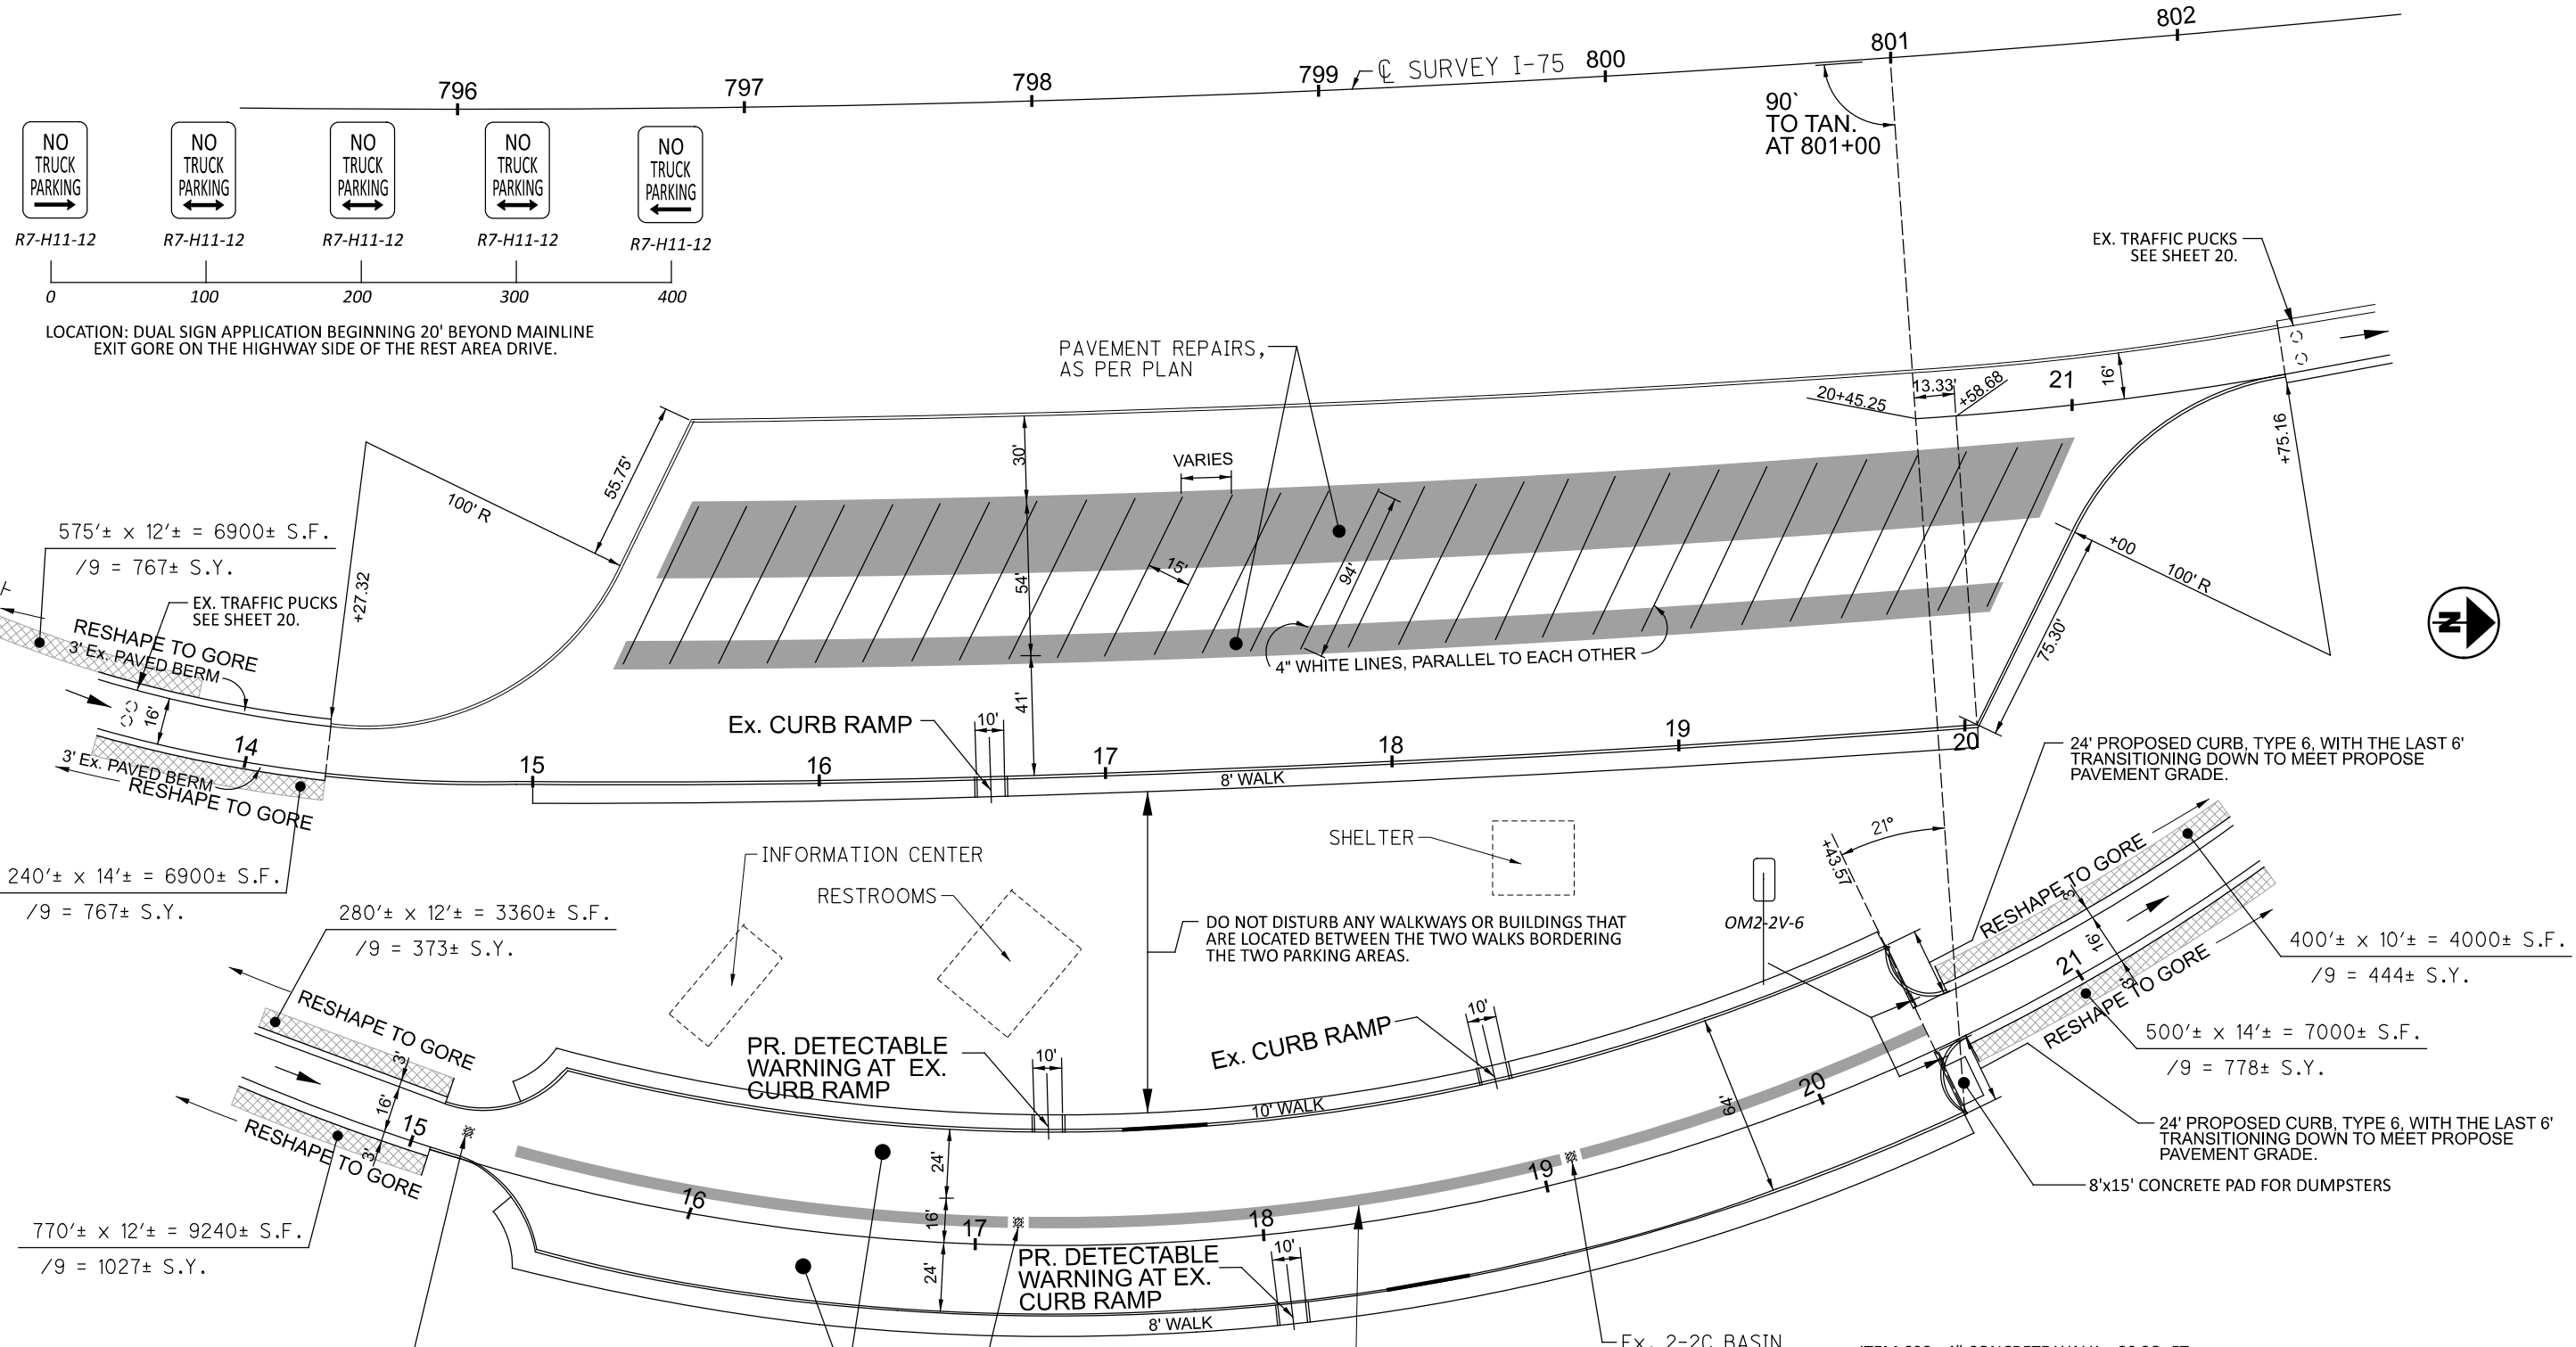 796
797
798
799
℄ SURVEY I-75
800
801
802
90`
TO TAN.
AT 801+00
NO
TRUCK
PARKING
R7-H11-12
NO
TRUCK
PARKING
R7-H11-12
NO
TRUCK
PARKING
R7-H11-12
NO
TRUCK
PARKING
R7-H11-12
NO
TRUCK
PARKING
R7-H11-12
0
100
200
300
400
LOCATION: DUAL SIGN APPLICATION BEGINNING 20' BEYOND MAINLINE
EXIT GORE ON THE HIGHWAY SIDE OF THE REST AREA DRIVE.
EX. TRAFFIC PUCKS
SEE SHEET 20.
PAVEMENT REPAIRS,
AS PER PLAN
20+45.25
13.33'
+58.68
21
16'
+75.16
55.75'
100' R
30'
VARIES
54'
15'
94'
+00
100' R
75.30'
N
575'± x 12'± = 6900± S.F.
/9 = 767± S.Y.
EX. TRAFFIC PUCKS
SEE SHEET 20.
+27.32
RESHAPE TO GORE
3' Ex. PAVED BERM
16'
14
3' Ex. PAVED BERM
RESHAPE TO GORE
4" WHITE LINES, PARALLEL TO EACH OTHER
41'
Ex. CURB RAMP
10'
15
16
17
18
19
20
8' WALK
24' PROPOSED CURB, TYPE 6, WITH THE LAST 6'
TRANSITIONING DOWN TO MEET PROPOSE
PAVEMENT GRADE.
240'± x 14'± = 6900± S.F.
/9 = 767± S.Y.
280'± x 12'± = 3360± S.F.
/9 = 373± S.Y.
INFORMATION CENTER
RESTROOMS
SHELTER
DO NOT DISTURB ANY WALKWAYS OR BUILDINGS THAT
ARE LOCATED BETWEEN THE TWO WALKS BORDERING
THE TWO PARKING AREAS.
OM2-2V-6
21°
+43.57
RESHAPE TO GORE
3'
16'
21
3'
RESHAPE TO GORE
400'± x 10'± = 4000± S.F.
/9 = 444± S.Y.
500'± x 14'± = 7000± S.F.
/9 = 778± S.Y.
RESHAPE TO GORE
3'
16'
15
3'
RESHAPE TO GORE
PR. DETECTABLE
WARNING AT EX.
CURB RAMP
10'
Ex. CURB RAMP
10'
10' WALK
64'
24'
16'
24'
16
17
18
19
20
24' PROPOSED CURB, TYPE 6, WITH THE LAST 6'
TRANSITIONING DOWN TO MEET PROPOSE
PAVEMENT GRADE.
8'x15' CONCRETE PAD FOR DUMPSTERS
770'± x 12'± = 9240± S.F.
/9 = 1027± S.Y.
PR. DETECTABLE
WARNING AT EX.
CURB RAMP
10'
8' WALK
Ex. 2-2C BASIN